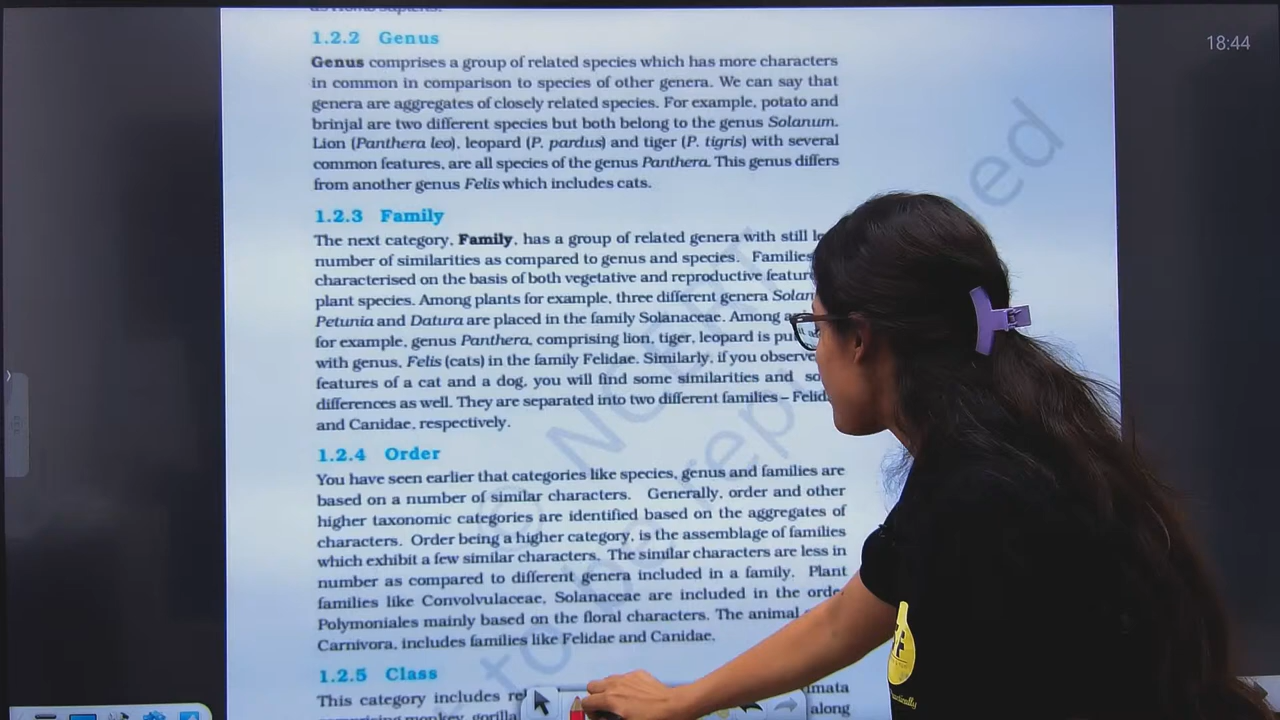 as Homo sapiens.
1.2.2 Genus
Genus comprises a group of related species which has more characters
in common in comparison to species of other genera. We can say that
genera are aggregates of closely related species. For example, potato and
brinjal are two different species but both belong to the genus Solanum.
Lion (Panthera leo), leopard (P. pardus) and tiger (P. tigris) with several
common features, are all species of the genus Panthera. This genus differs
from another genus Felis which includes cats.
1.2.3 Family
The next category, Family, has a group of related genera with still
number of similarities as compared to genus and species. Families
characterised on the basis of both vegetative and reproductive
plant species. Among plants for example, three different genera
Petunia and Datura are placed in the family Solanaceae. Among
for example, genus Panthera, comprising lion, tiger, leopard is
with genus, Felis (cats) in the family Felidae. Similarly, if you observe
features of a cat and a dog, you will find some similarities and
differences as well. They are separated into two different families –
and Canidae, respectively.
1.2.4 Order
You have seen earlier that categories like species, genus and families are
based on a number of similar characters. Generally, order and other
higher taxonomic categories are identified based on the aggregates of
characters. Order being a higher category, is the assemblage of families
which exhibit a few similar characters. The similar characters are less in
number as compared to different genera included in a family. Plant
families like Convolvulaceae, Solanaceae are included in the
Polymoniales mainly based on the floral characters. The animal
Carnivora, includes families like Felidae and Canidae.
1.2.5 Class
This category includes
along
18:44
© NCERT
to be